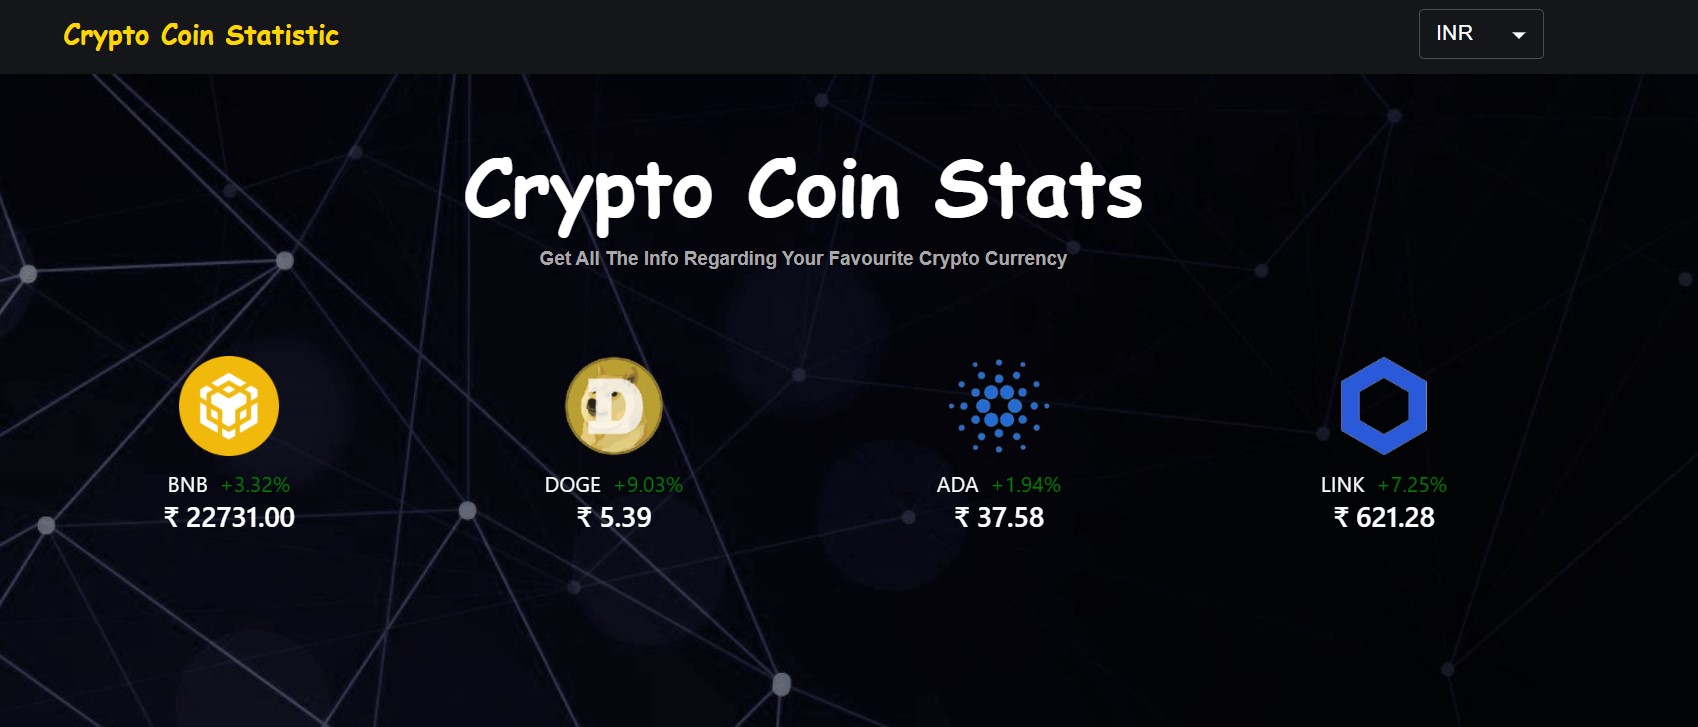 Crypto Coin Statistic
INR
Crypto Coin Stats
Get All The Info Regarding Your Favourite Crypto Currency
D
BNB +3.32%
₹ 22731.00
DOGE +9.03%
₹ 5.39
ADA +1.94%
₹ 37.58
LINK +7.25%
₹ 621.28